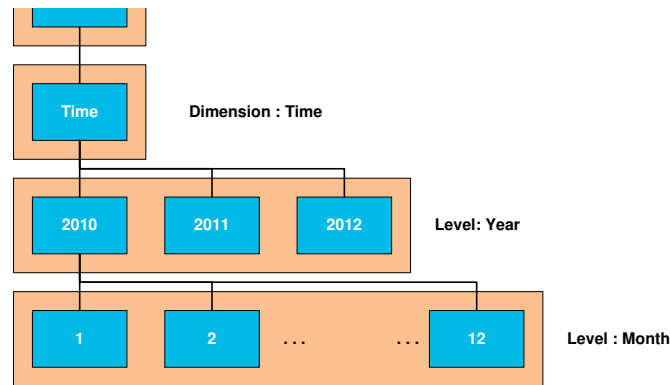 Time
Dimension : Time
2010
2011
2012
Level: Year
1
2
. . .
. . .
12
Level : Month